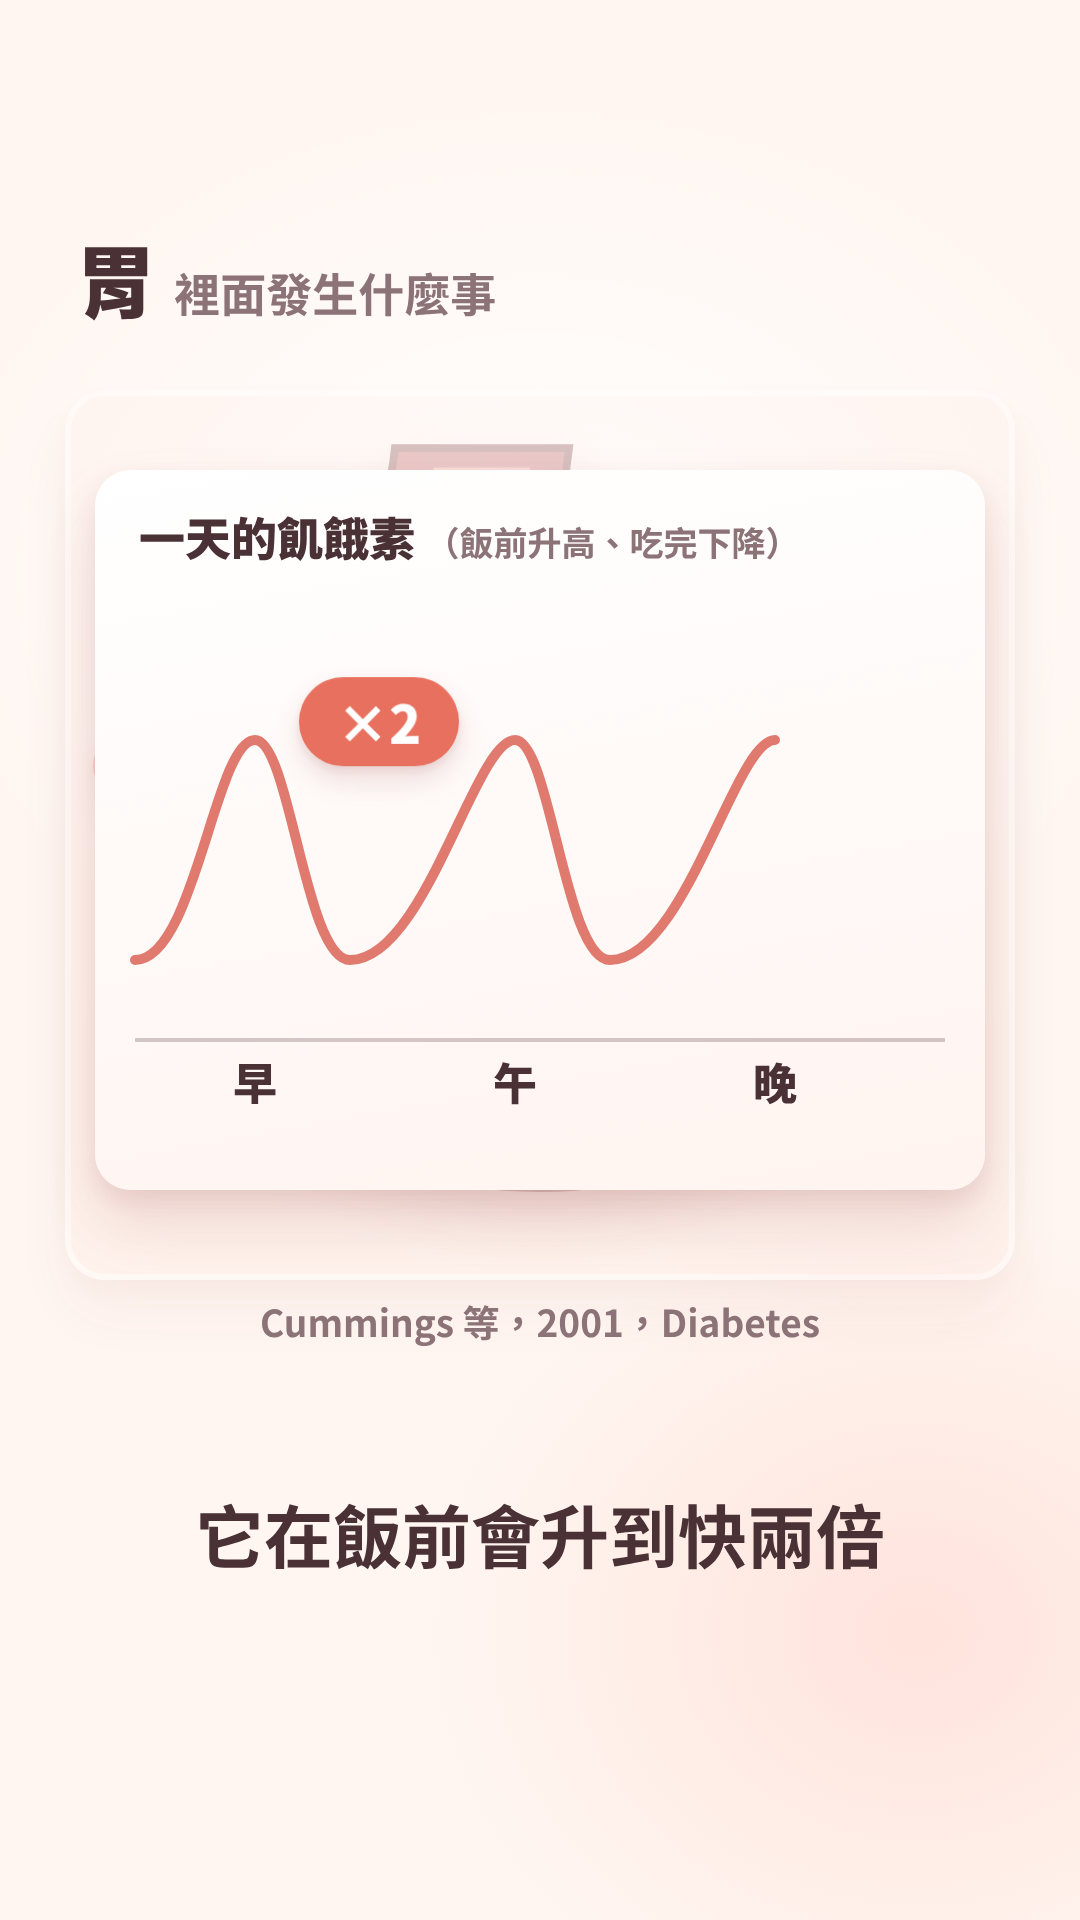 胃 裡面發生什麼事
一天的飢餓素（飯前升高、吃完下降）
×2
早 午 晚
Cummings 等，2001，Diabetes
它在飯前會升到快兩倍